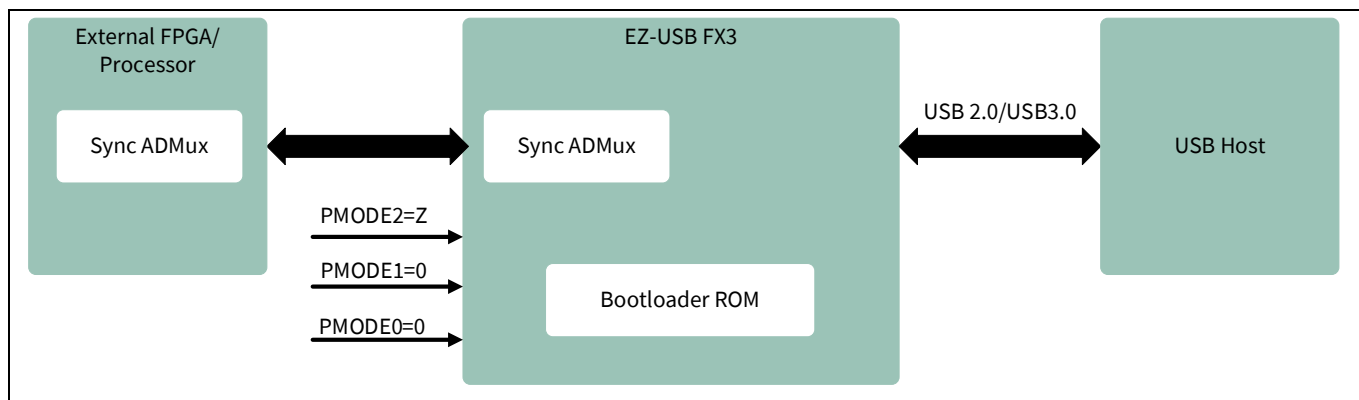 External FPGA/
Processor
Sync ADMux
EZ-USB FX3
Sync ADMux
PMODE2=Z
PMODE1=0
PMODE0=0
Bootloader ROM
USB 2.0/USB3.0
USB Host